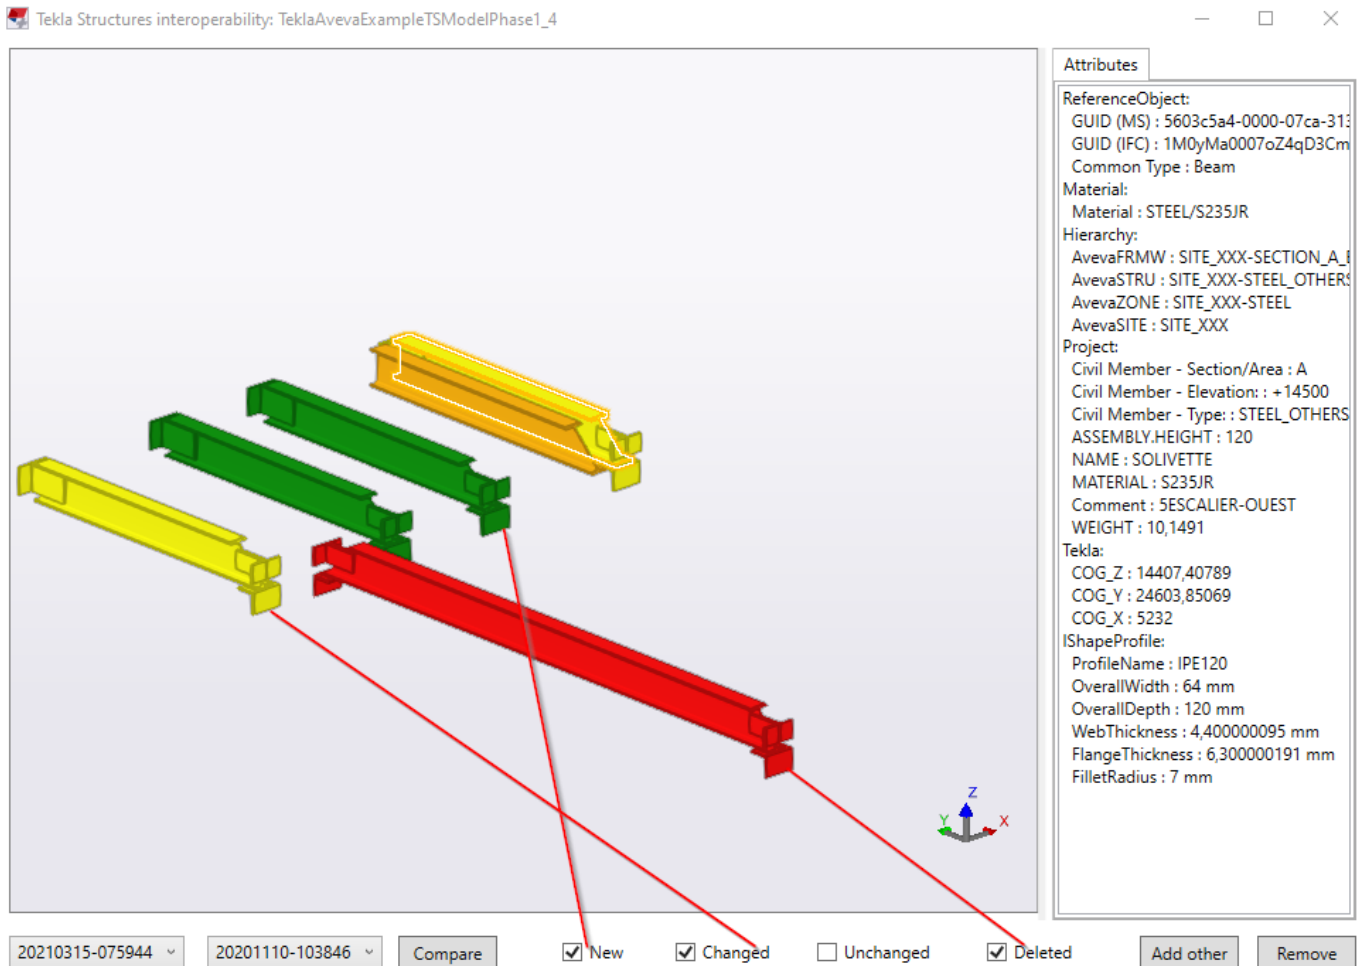 Tekla Structures interoperability: TeklaAvevaExampleTSModelPhase1_4
Attributes
ReferenceObject:
GUID (MS) : 5603c5a4-0000-07ca-313
GUID (IFC) : 1M0yMa0007oZ4qD3Cm
Common Type : Beam
Material:
Material : STEEL/S235JR
Hierarchy:
AvevaFRMW : SITE_XXX-SECTION_A_E
AvevaSTRU : SITE_XXX-STEEL_OTHERS
AvevaZONE : SITE_XXX-STEEL
AvevaSITE : SITE_XXX
Project:
Civil Member - Section/Area : A
Civil Member - Elevation: : +14500
Civil Member - Type: : STEEL_OTHERS
ASSEMBLY.HEIGHT : 120
NAME : SOLIVETTE
MATERIAL : S235JR
Comment : 5ESCALIER-OUEST
WEIGHT : 10,1491
Tekla:
COG_Z : 14407,40789
COG_Y : 24603,85069
COG_X : 5232
IShapeProfile:
ProfileName : IPE120
OverallWidth : 64 mm
OverallDepth : 120 mm
WebThickness : 4,400000095 mm
FlangeThickness : 6,300000191 mm
FilletRadius : 7 mm
Z
Y X
20210315-075944 20201110-103846 Compare New Changed Unchanged Deleted Add other Remove